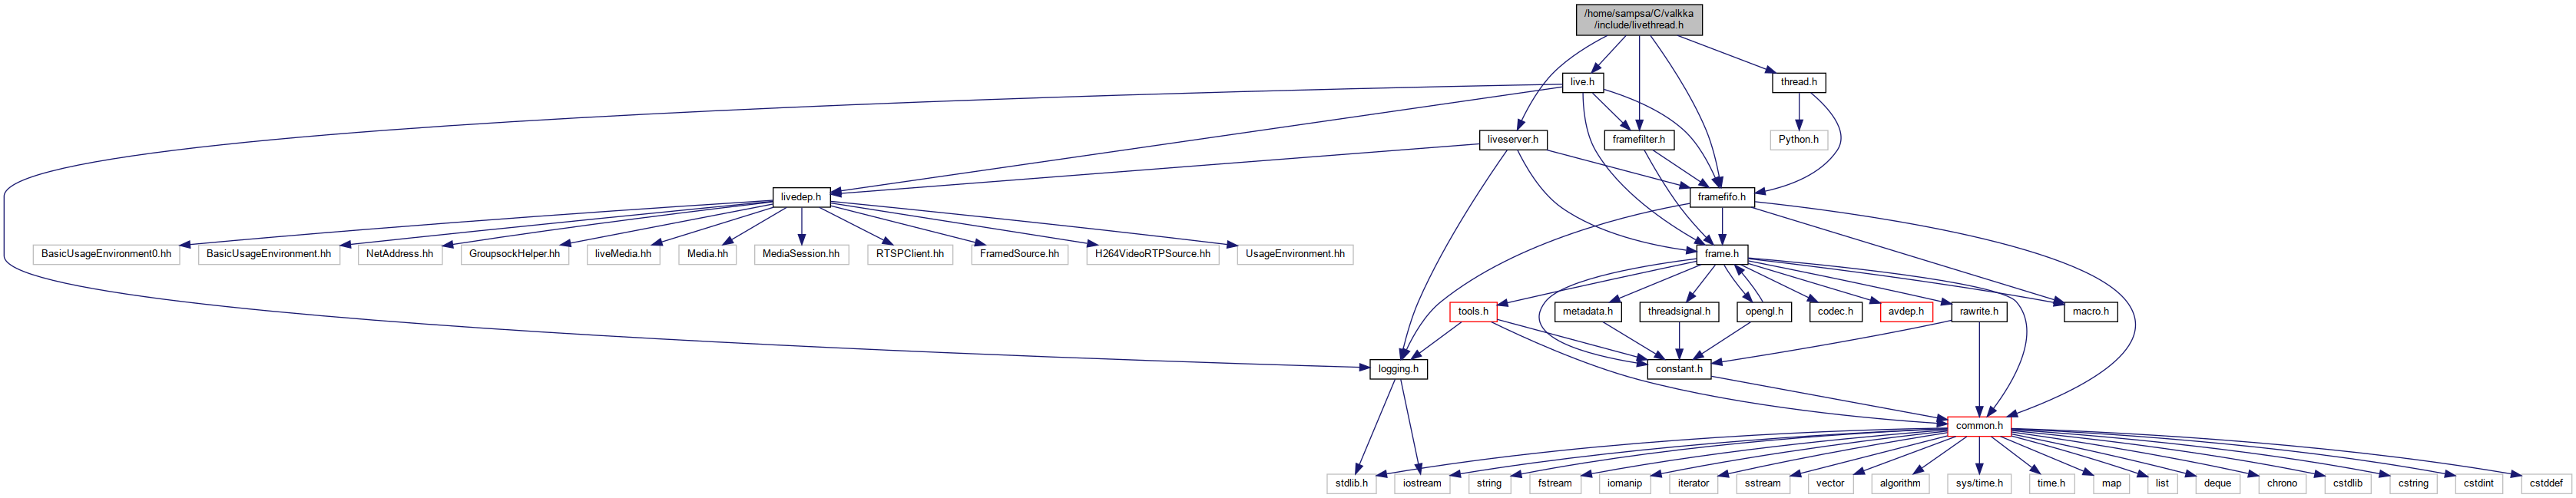 /home/sampsa/C/valkka
/include/livethread.h
live.h
thread.h
liveserver.h
framefilter.h
Python.h
livedep.h
framefifo.h
BasicUsageEnvironment0.hh
BasicUsageEnvironment.hh
NetAddress.hh
GroupsockHelper.hh
liveMedia.hh
Media.hh
MediaSession.hh
RTSPClient.hh
FramedSource.hh
H264VideoRTPSource.hh
UsageEnvironment.hh
frame.h
tools.h
metadata.h
threadsignal.h
opengl.h
codec.h
avdep.h
rawrite.h
macro.h
logging.h
constant.h
common.h
stdlib.h
iostream
string
fstream
iomanip
iterator
sstream
vector
algorithm
sys/time.h
time.h
map
list
deque
chrono
cstdlib
cstring
cstdint
cstddef